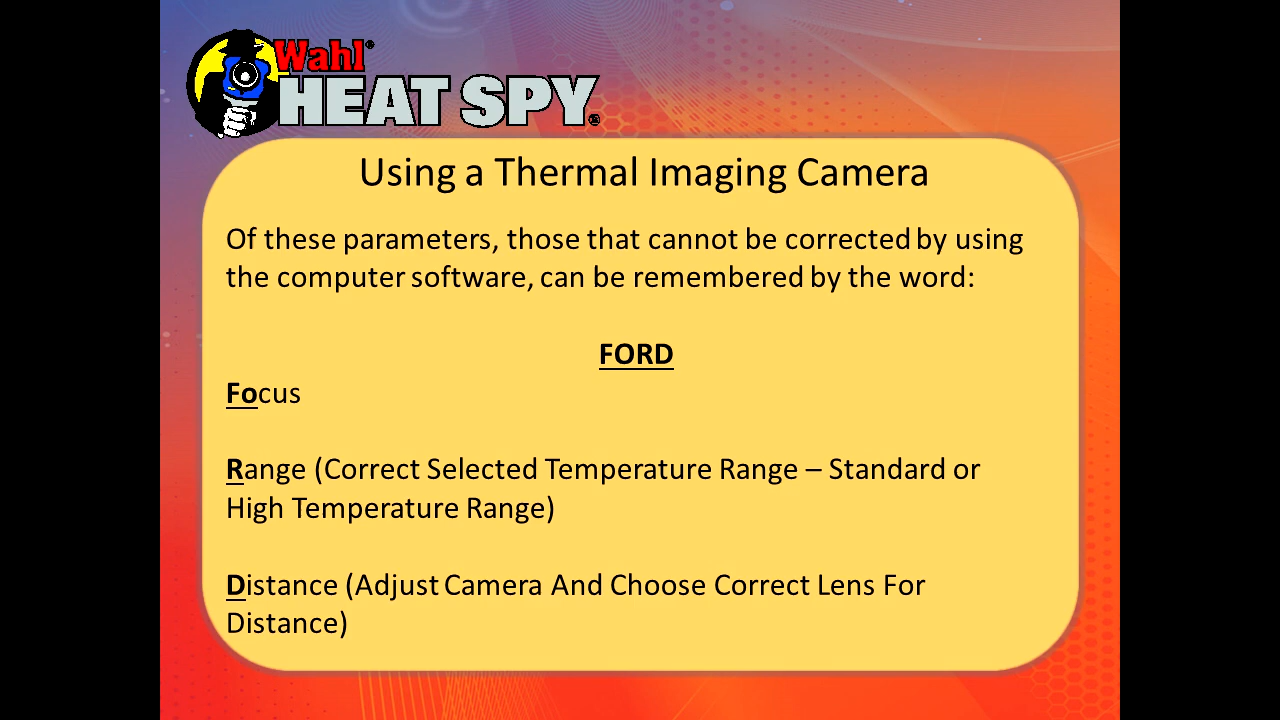 Wahl®
HEAT SPY®
Using a Thermal Imaging Camera
Of these parameters, those that cannot be corrected by using
the computer software, can be remembered by the word:
FORD
Focus
Range (Correct Selected Temperature Range – Standard or
High Temperature Range)
Distance (Adjust Camera And Choose Correct Lens For
Distance)